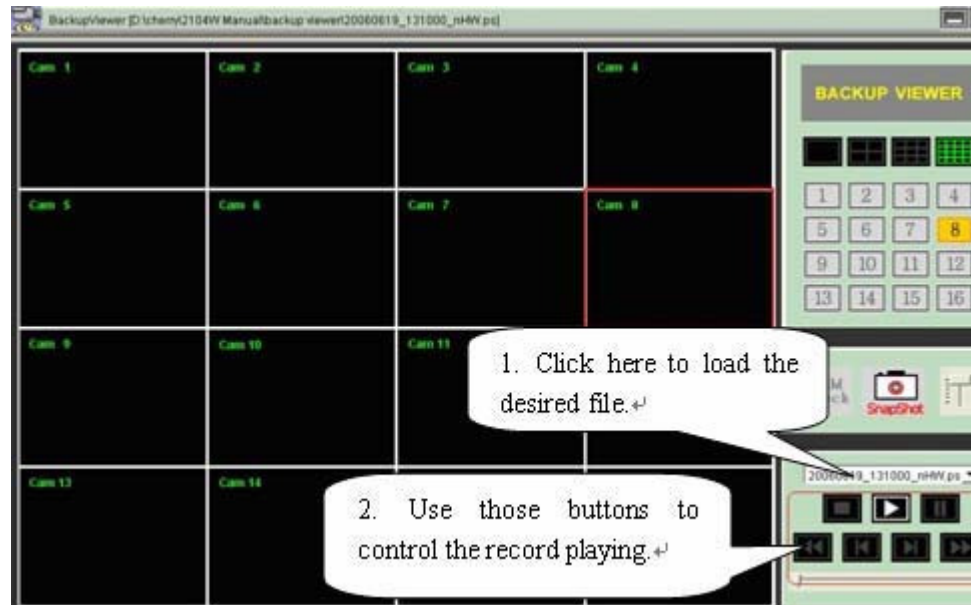 BackupViewer [D:\cherry\2104W Manual\backup viewer\20060619_131000_nHW.ps]
Cam 1 Cam 2 Cam 3 Cam 4
BACKUP VIEWER
1 2 3 4
Cam 5 Cam 6 Cam 7 Cam 8
5 6 7 8
9 10 11 12
13 14 15 16
Cam 9 Cam 10 Cam 11
1. Click here to load the
desired file.↵
SnapShot
Cam 13 Cam 14
20060619_131000_nHW.ps
2. Use those buttons to
control the record playing.↵